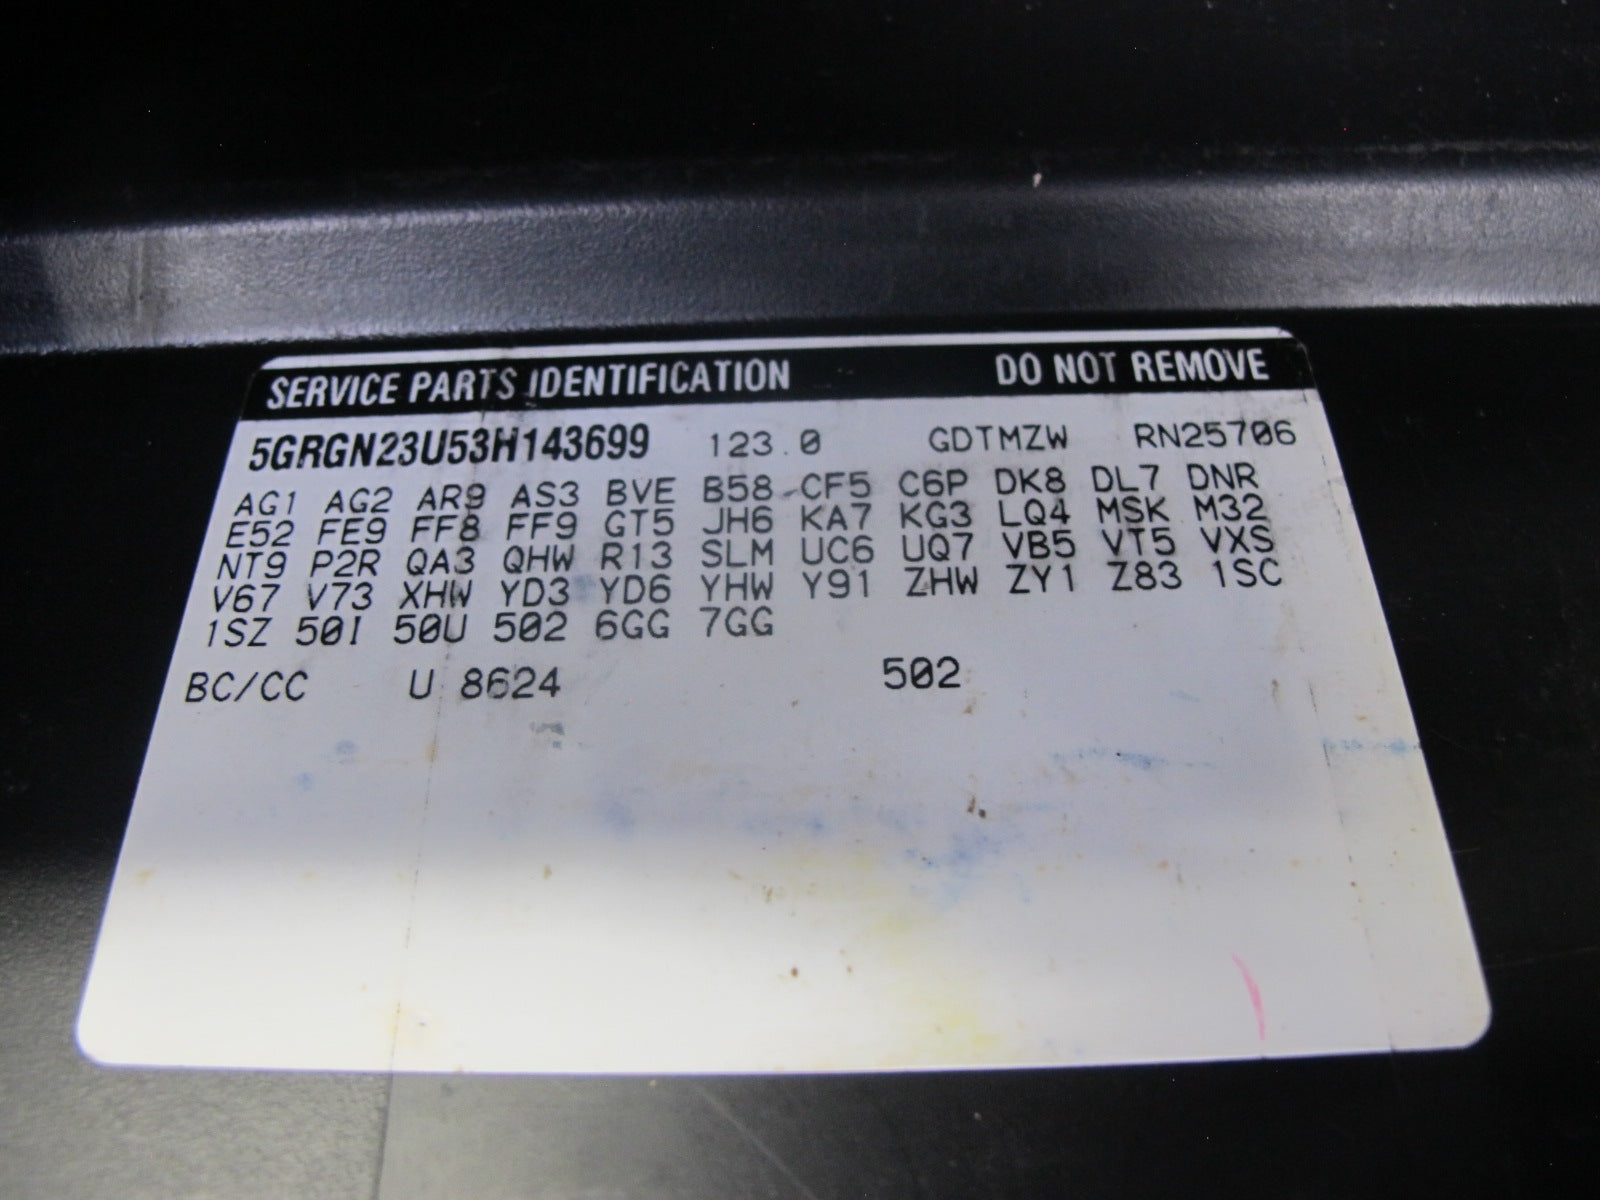 SERVICE PARTS IDENTIFICATION DO NOT REMOVE
5GRGN23U53H143699 123.0 GDTMZW RN25706
AG1 AG2 AR9 AS3 BVE B58 CF5 C6P DK8 DL7 DNR
E52 FE9 FF8 FF9 GT5 JH6 KA7 KG3 LQ4 MSK M32
NT9 P2R QA3 QHW R13 SLM UC6 UQ7 VB5 VT5 VXS
V67 V73 XHW YD3 YD6 YHW Y91 ZHW ZY1 Z83 1SC
1SZ 50I 50U 502 6GG 7GG
BC/CC U 8624 502